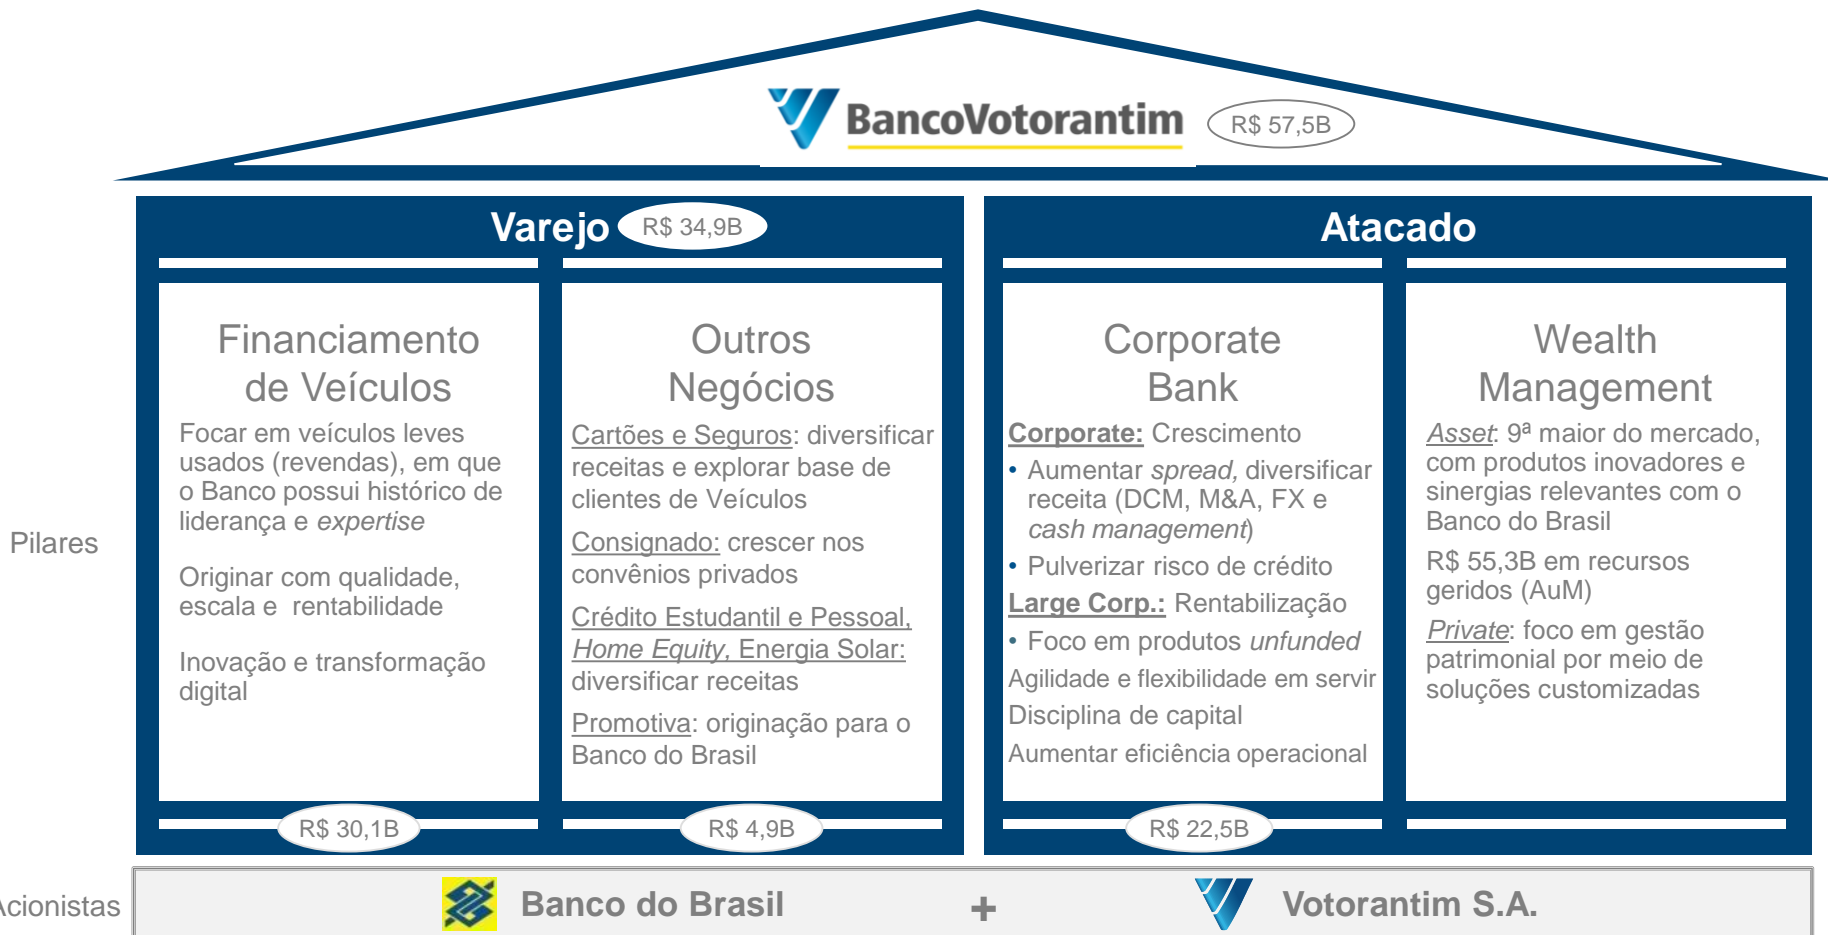 BancoVotorantim
R$ 57,5B
Varejo
R$ 34,9B
Atacado
Pilares
Financiamento
de Veículos
Focar em veículos leves
usados (revendas), em que
o Banco possui histórico de
liderança e expertise
Originar com qualidade,
escala e rentabilidade
Inovação e transformação
digital
R$ 30,1B
Outros
Negócios
Cartões e Seguros: diversificar
receitas e explorar base de
clientes de Veículos
Consignado: crescer nos
convênios privados
Crédito Estudantil e Pessoal,
Home Equity, Energia Solar:
diversificar receitas
Promotiva: originação para o
Banco do Brasil
R$ 4,9B
Corporate
Bank
Corporate: Crescimento
• Aumentar spread, diversificar
receita (DCM, M&A, FX e
cash management)
• Pulverizar risco de crédito
Large Corp.: Rentabilização
• Foco em produtos unfunded
Agilidade e flexibilidade em servir
Disciplina de capital
Aumentar eficiência operacional
R$ 22,5B
Wealth
Management
Asset: 9ª maior do mercado,
com produtos inovadores e
sinergias relevantes com o
Banco do Brasil
R$ 55,3B em recursos
geridos (AuM)
Private: foco em gestão
patrimonial por meio de
soluções customizadas
Acionistas
Banco do Brasil
+
Votorantim S.A.